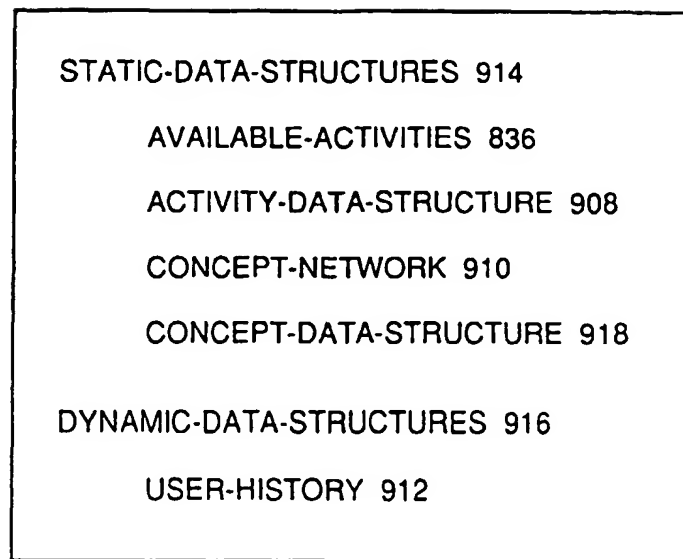 STATIC-DATA-STRUCTURES 914
AVAILABLE-ACTIVITIES 836
ACTIVITY-DATA-STRUCTURE 908
CONCEPT-NETWORK 910
CONCEPT-DATA-STRUCTURE 918
DYNAMIC-DATA-STRUCTURES 916
USER-HISTORY 912